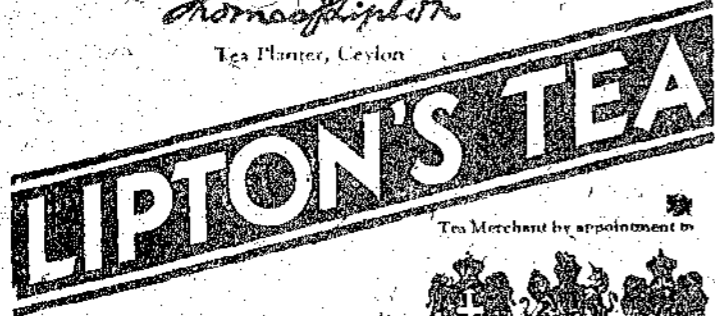 Thomas J Lipton
Tea Planter, Ceylon
LIPTON'S TEA
Tea Merchant by appointment to